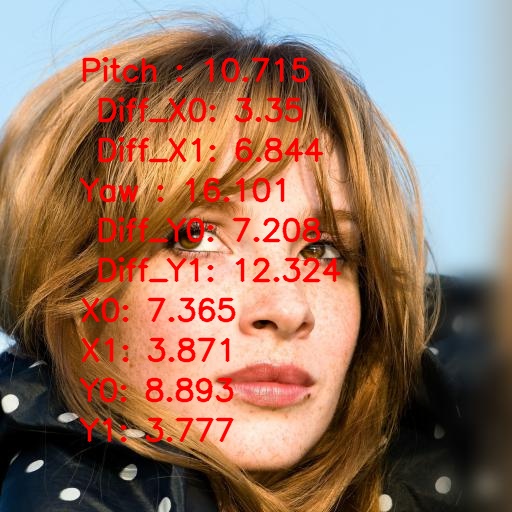 Pitch : 10.715
Diff_X0: 3.35
Diff_X1: 6.844
Yaw : 16.101
Diff_Y0: 7.208
Diff_Y1: 12.324
X0: 7.365
X1: 3.871
Y0: 8.893
Y1: 3.777